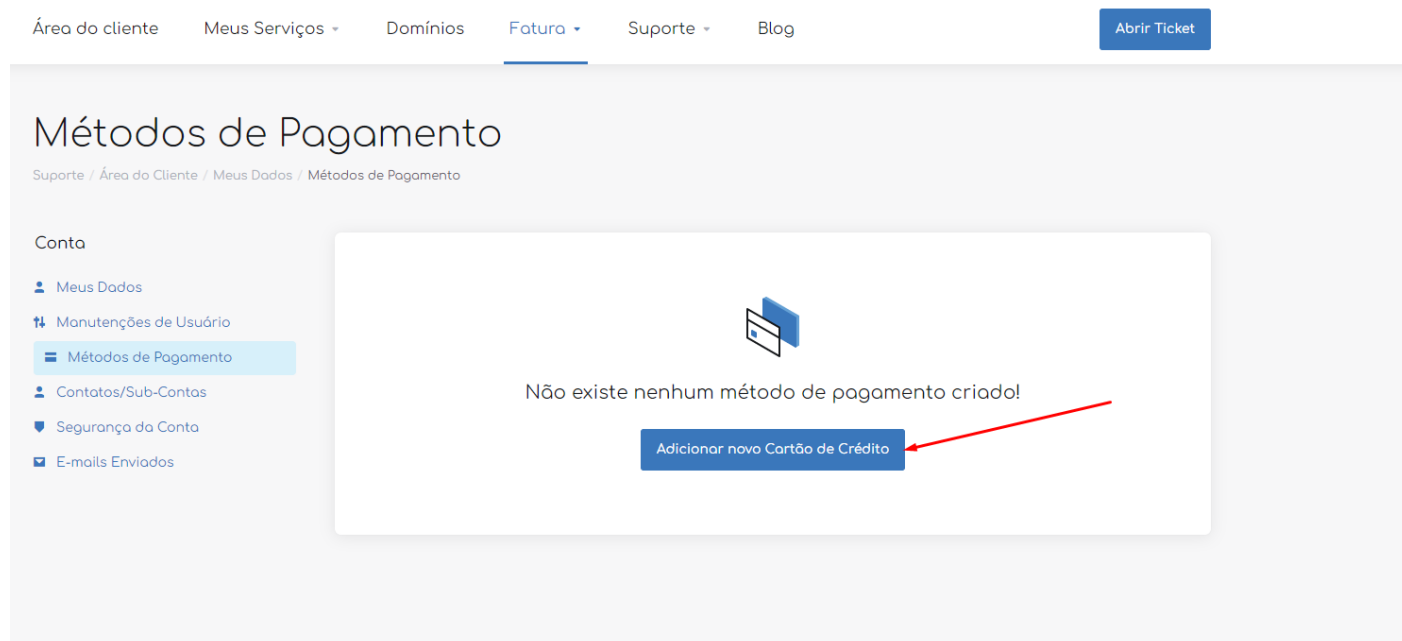 Área do cliente Meus Serviços Domínios Fatura Suporte Blog Abrir Ticket
Métodos de Pagamento
Suporte / Área do Cliente / Meus Dados / Métodos de Pagamento
Conta
Meus Dados
Manutenções de Usuário
Métodos de Pagamento
Contatos/Sub-Contas
Segurança da Conta
E-mails Enviados
Não existe nenhum método de pagamento criado!
Adicionar novo Cartão de Crédito